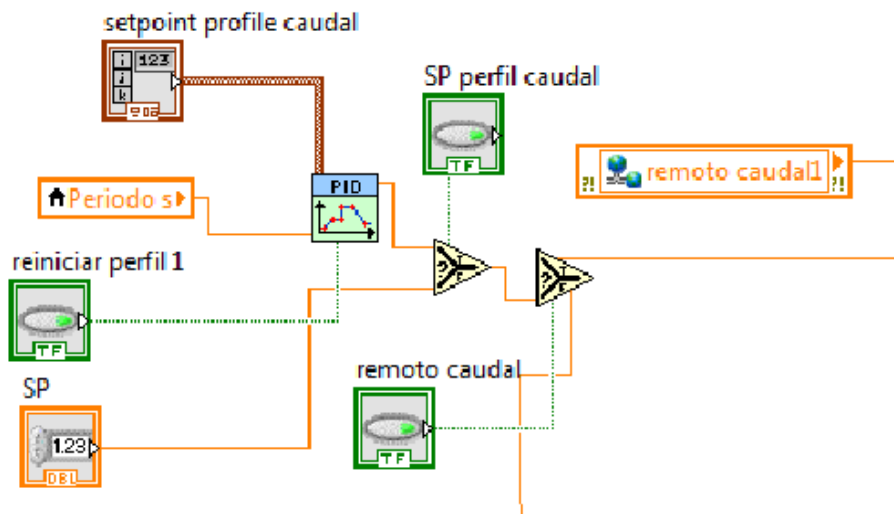 setpoint profile caudal
i
123
j
k
SP perfil caudal
TF
?!
remoto caudal1
?!
PID
Periodo s
reiniciar perfil 1
TF
?
T
F
?
T
F
SP
1.23
DBL
remoto caudal
TF